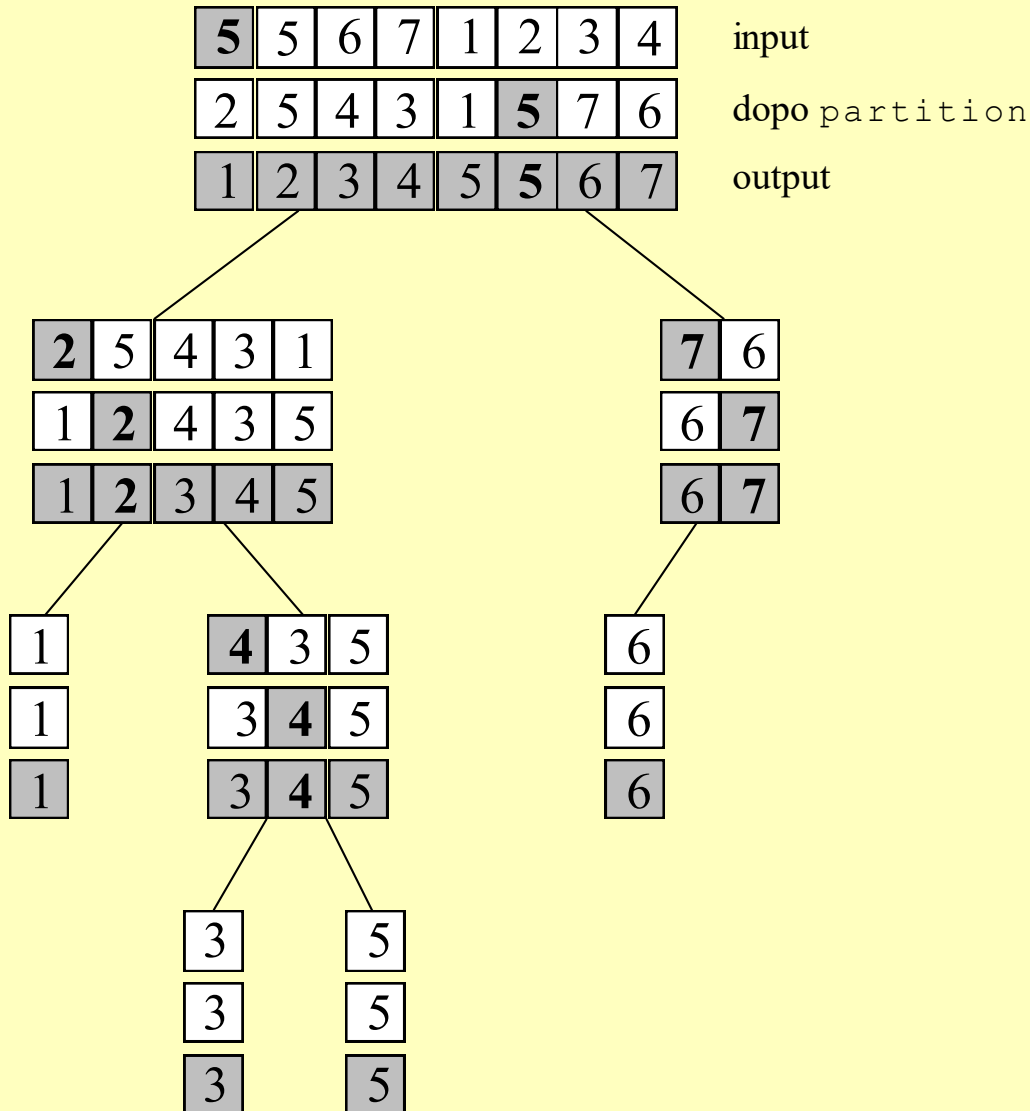 5 5 6 7 1 2 3 4 input
2 5 4 3 1 5 7 6 dopo partition
1 2 3 4 5 5 6 7 output
2 5 4 3 1 7 6
1 2 4 3 5 6 7
1 2 3 4 5 6 7
1 4 3 5 6
1 3 4 5 6
1 3 4 5 6
3 5
3 5
3 5